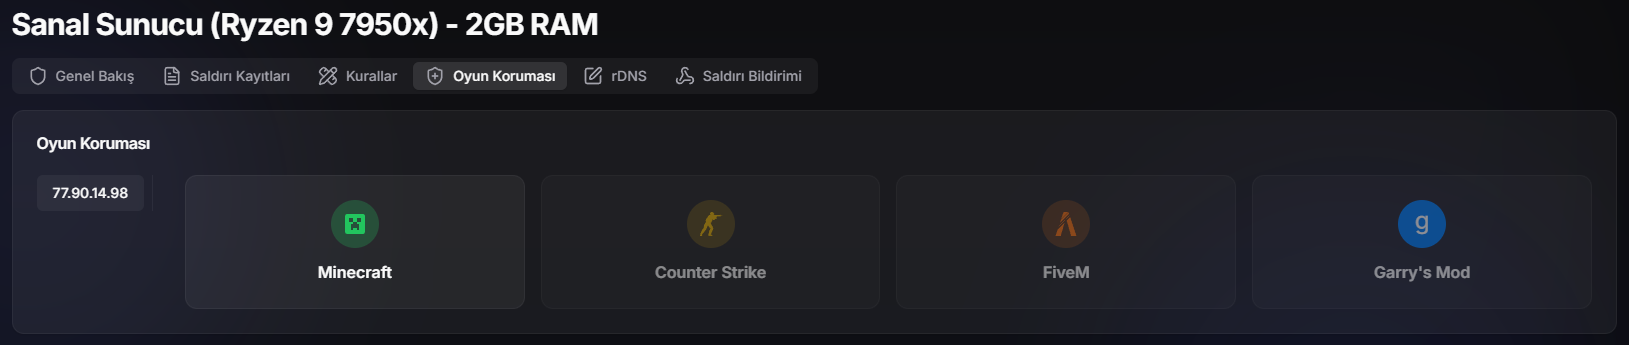 Sanal Sunucu (Ryzen 9 7950x) - 2GB RAM
Genel Bakış Saldırı Kayıtları Kurallar Oyun Koruması rDNS Saldırı Bildirimi
Oyun Koruması
77.90.14.98
g
Minecraft Counter Strike FiveM Garry's Mod